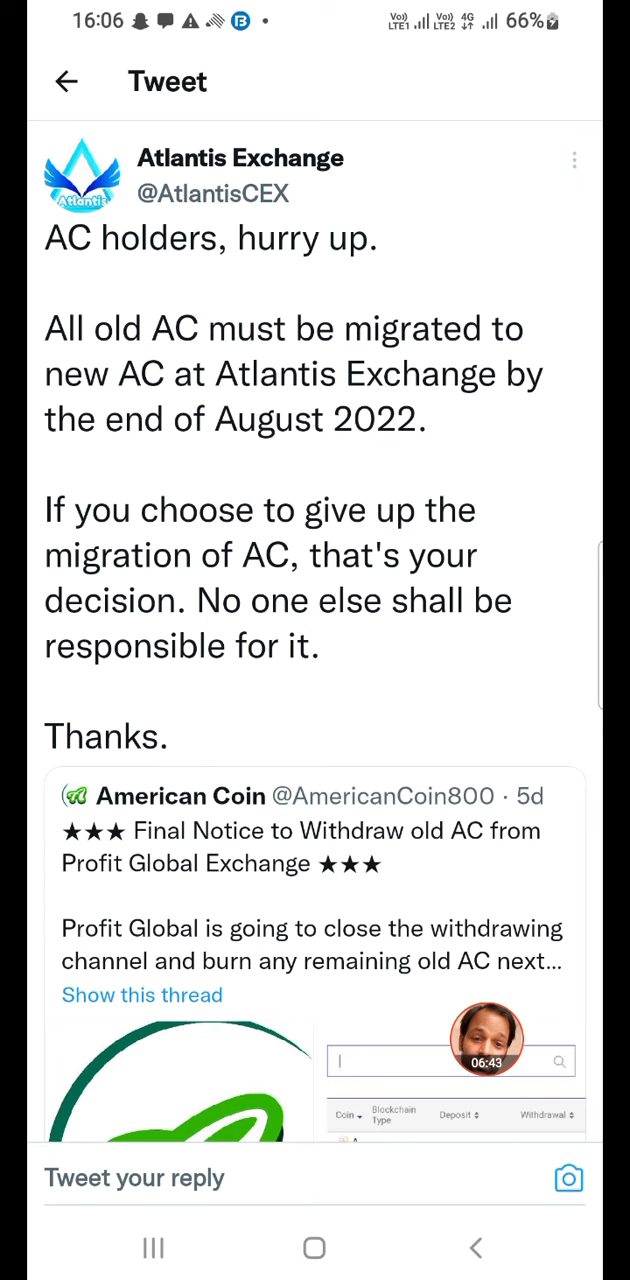 16:06 Vo) LTE1 Vo) LTE2 4G 66%
Tweet
Atlantis Exchange
@AtlantisCEX
Atlantis
AC holders, hurry up.
All old AC must be migrated to
new AC at Atlantis Exchange by
the end of August 2022.
If you choose to give up the
migration of AC, that's your
decision. No one else shall be
responsible for it.
Thanks.
American Coin @AmericanCoin800 · 5d
★★★ Final Notice to Withdraw old AC from
Profit Global Exchange ★★★
Profit Global is going to close the withdrawing
channel and burn any remaining old AC next...
Show this thread
06:43
Coin Blockchain Type Deposit Withdrawal
Tweet your reply